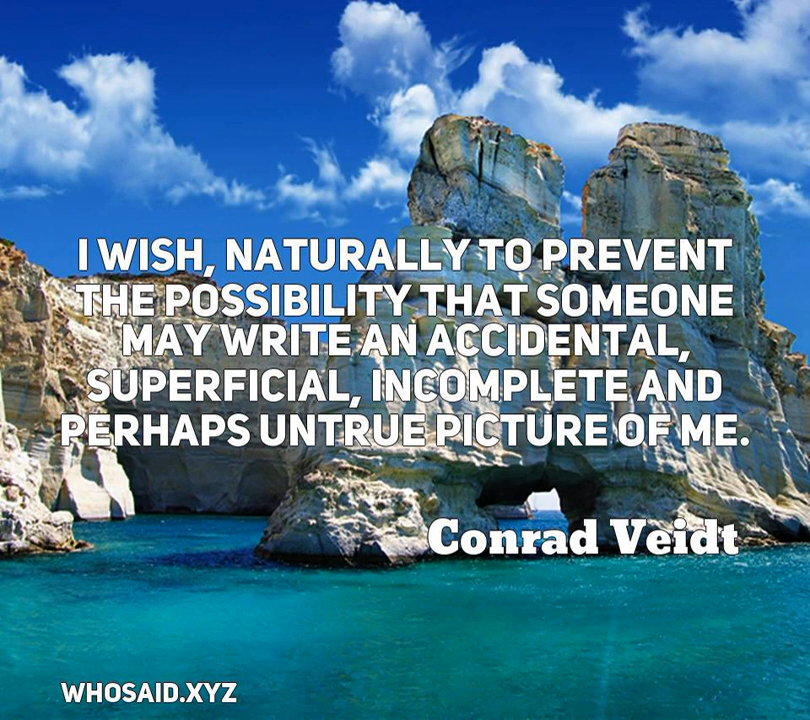 I WISH, NATURALLY TO PREVENT
THE POSSIBILITY THAT SOMEONE
MAY WRITE AN ACCIDENTAL,
SUPERFICIAL, INCOMPLETE AND
PERHAPS UNTRUE PICTURE OF ME.
Conrad Veidt
WHOSAID.XYZ